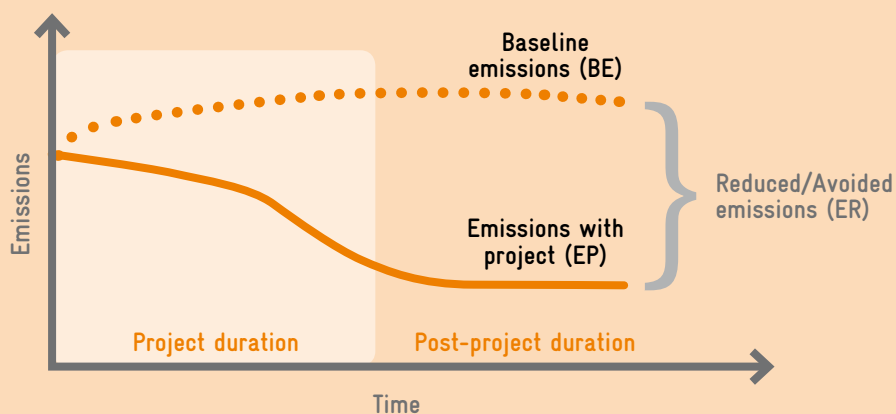 Baseline
emissions (BE)
Emissions
Reduced/Avoided
emissions (ER)
Emissions with
project (EP)
Project duration
Post-project duration
Time